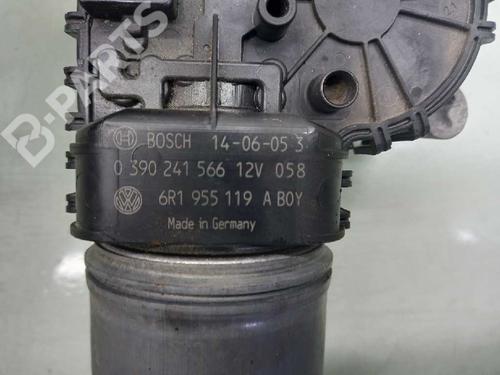 B-PARTS
BOSCH 14-06-05 3
0 390 241 566 12V 058
6R1 955 119 A BOY
Made in Germany